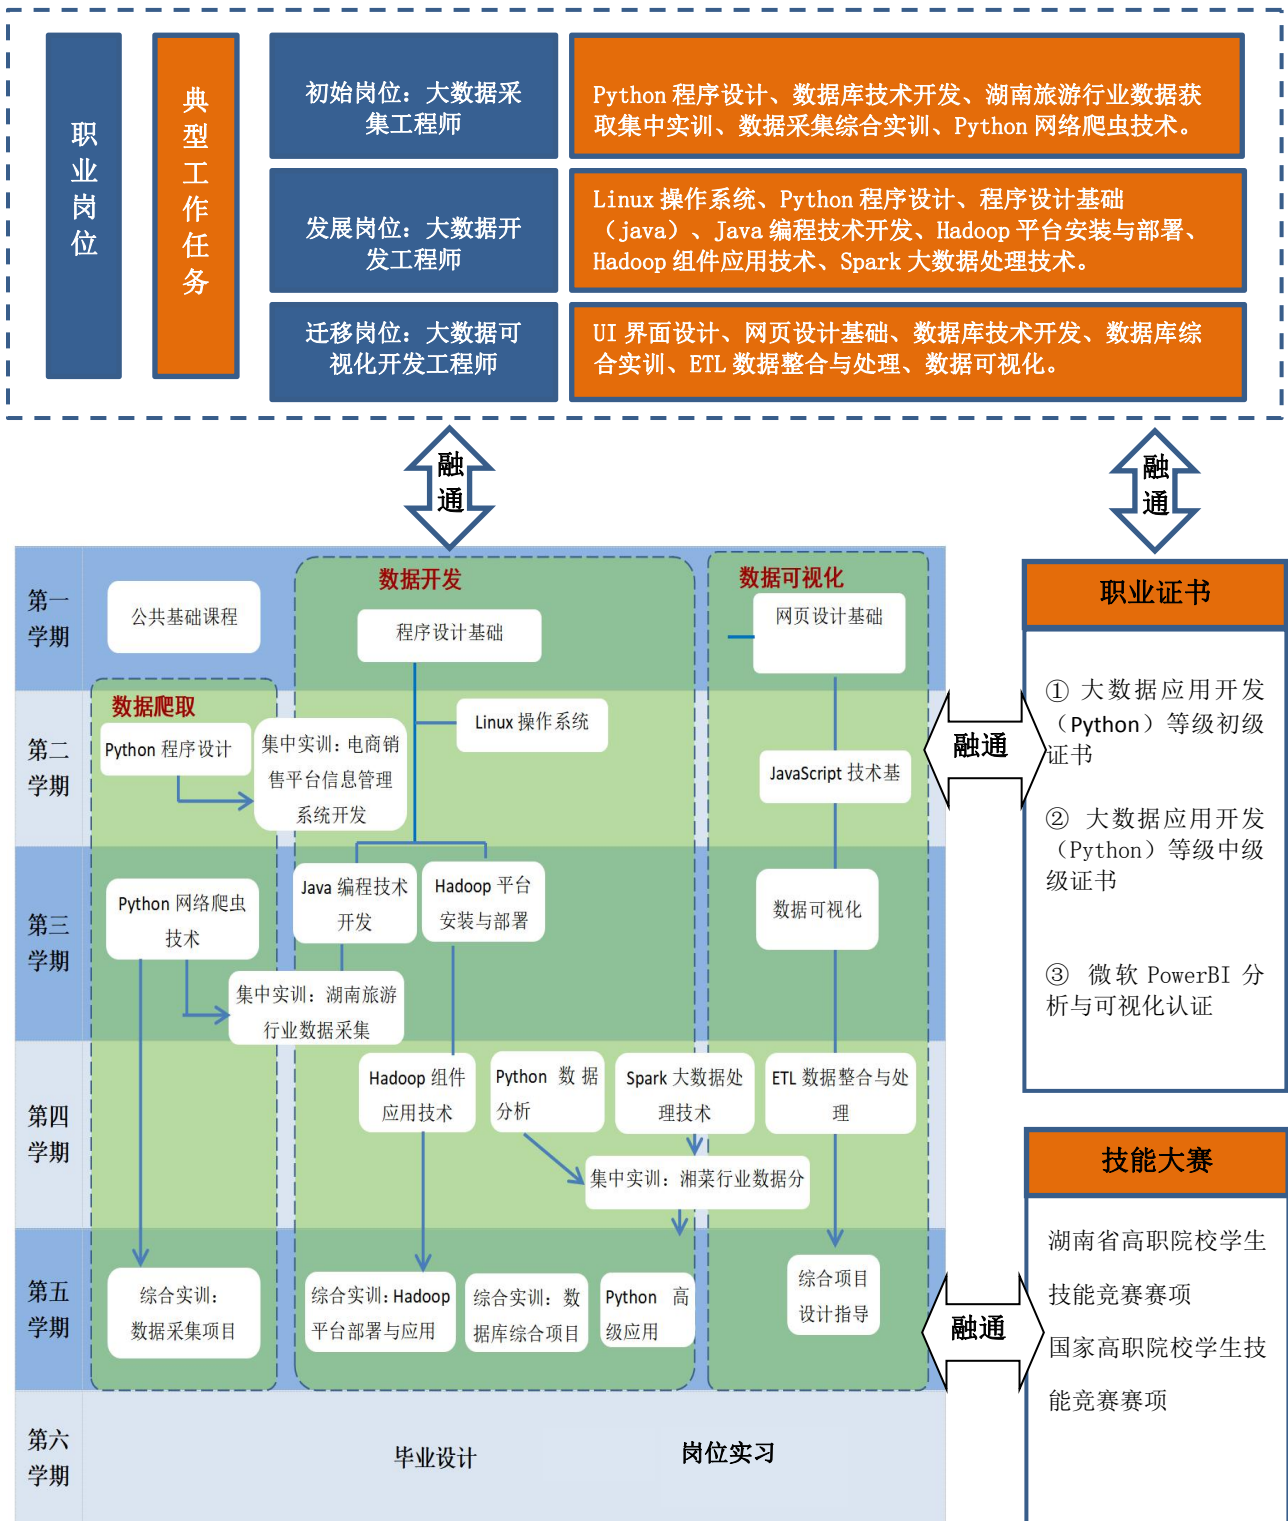 职业岗位
典型工作任务
初始岗位：大数据采
集工程师
Python 程序设计、数据库技术开发、湖南旅游行业数据获
取集中实训、数据采集综合实训、Python 网络爬虫技术。
发展岗位：大数据开
发工程师
Linux 操作系统、Python 程序设计、程序设计基础
（java）、Java 编程技术开发、Hadoop 平台安装与部署、
Hadoop 组件应用技术、Spark 大数据处理技术。
迁移岗位：大数据可
视化开发工程师
UI 界面设计、网页设计基础、数据库技术开发、数据库综
合实训、ETL 数据整合与处理、数据可视化。
融
通
融
通
第一
学期
公共基础课程
数据开发
程序设计基础
数据可视化
网页设计基础
数据爬取
第二
学期
Python 程序设计
集中实训：电商销
售平台信息管理
系统开发
Linux 操作系统
JavaScript 技术基
融通
第三
学期
Python 网络爬虫
技术
Java 编程技术
开发
Hadoop 平台
安装与部署
数据可视化
集中实训：湖南旅游
行业数据采集
第四
学期
Hadoop 组件
应用技术
Python 数据
分析
Spark 大数据处
理技术
ETL 数据整合与处
理
集中实训：湘菜行业数据分
第五
学期
综合实训：
数据采集项目
综合实训：Hadoop
平台部署与应用
综合实训：数
据库综合项目
Python 高
级应用
综合项目
设计指导
融通
第六
学期
毕业设计
岗位实习
职业证书
① 大数据应用开发
（Python）等级初级
证书
② 大数据应用开发
（Python）等级中级
级证书
③ 微软 PowerBI 分
析与可视化认证
技能大赛
湖南省高职院校学生
技能竞赛赛项
国家高职院校学生技
能竞赛赛项